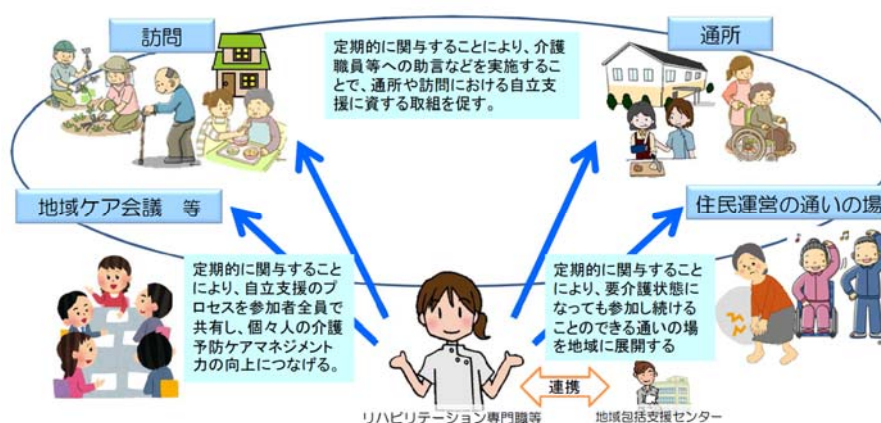 訪問
定期的に関与することにより、介護
職員等への助言などを実施するこ
とで、通所や訪問における自立支
援に資する取組を促す。
通所
地域ケア会議 等
住民運営の通いの場
定期的に関与すること
により、自立支援のプ
ロセスを参加者全員で
共有し、個々人の介護
予防ケアマネジメント
力の向上につなげる。
定期的に関与すること
により、要介護状態に
なっても参加し続ける
ことのできる通いの場
を地域に展開する
連携
リハビリテーション専門職等
地域包括支援センター